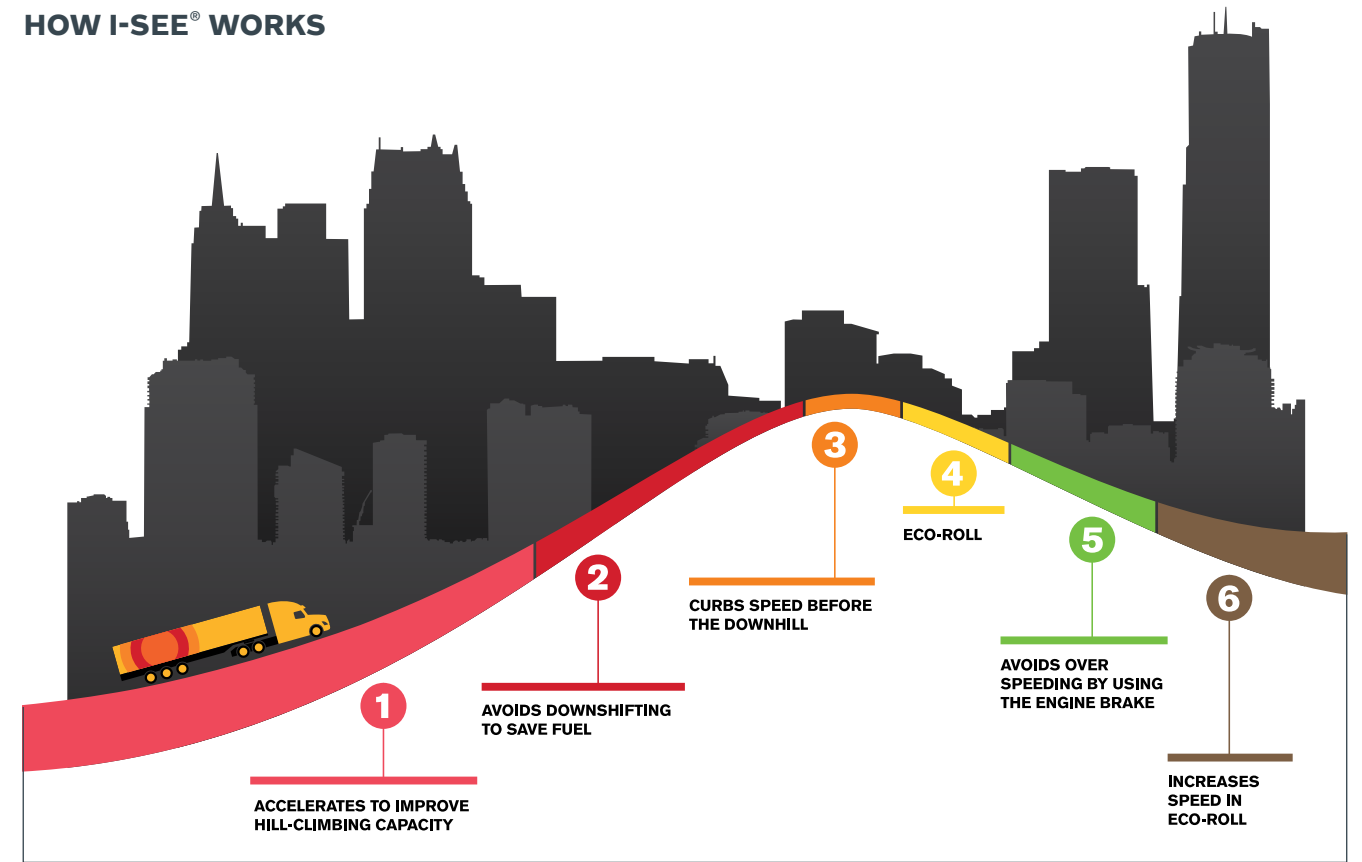 HOW I-SEE® WORKS
1
ACCELERATES TO IMPROVE
HILL-CLIMBING CAPACITY
2
AVOIDS DOWNSHIFTING
TO SAVE FUEL
3
CURBS SPEED BEFORE
THE DOWNHILL
4
ECO-ROLL
5
AVOIDS OVER
SPEEDING BY USING
THE ENGINE BRAKE
6
INCREASES
SPEED IN
ECO-ROLL